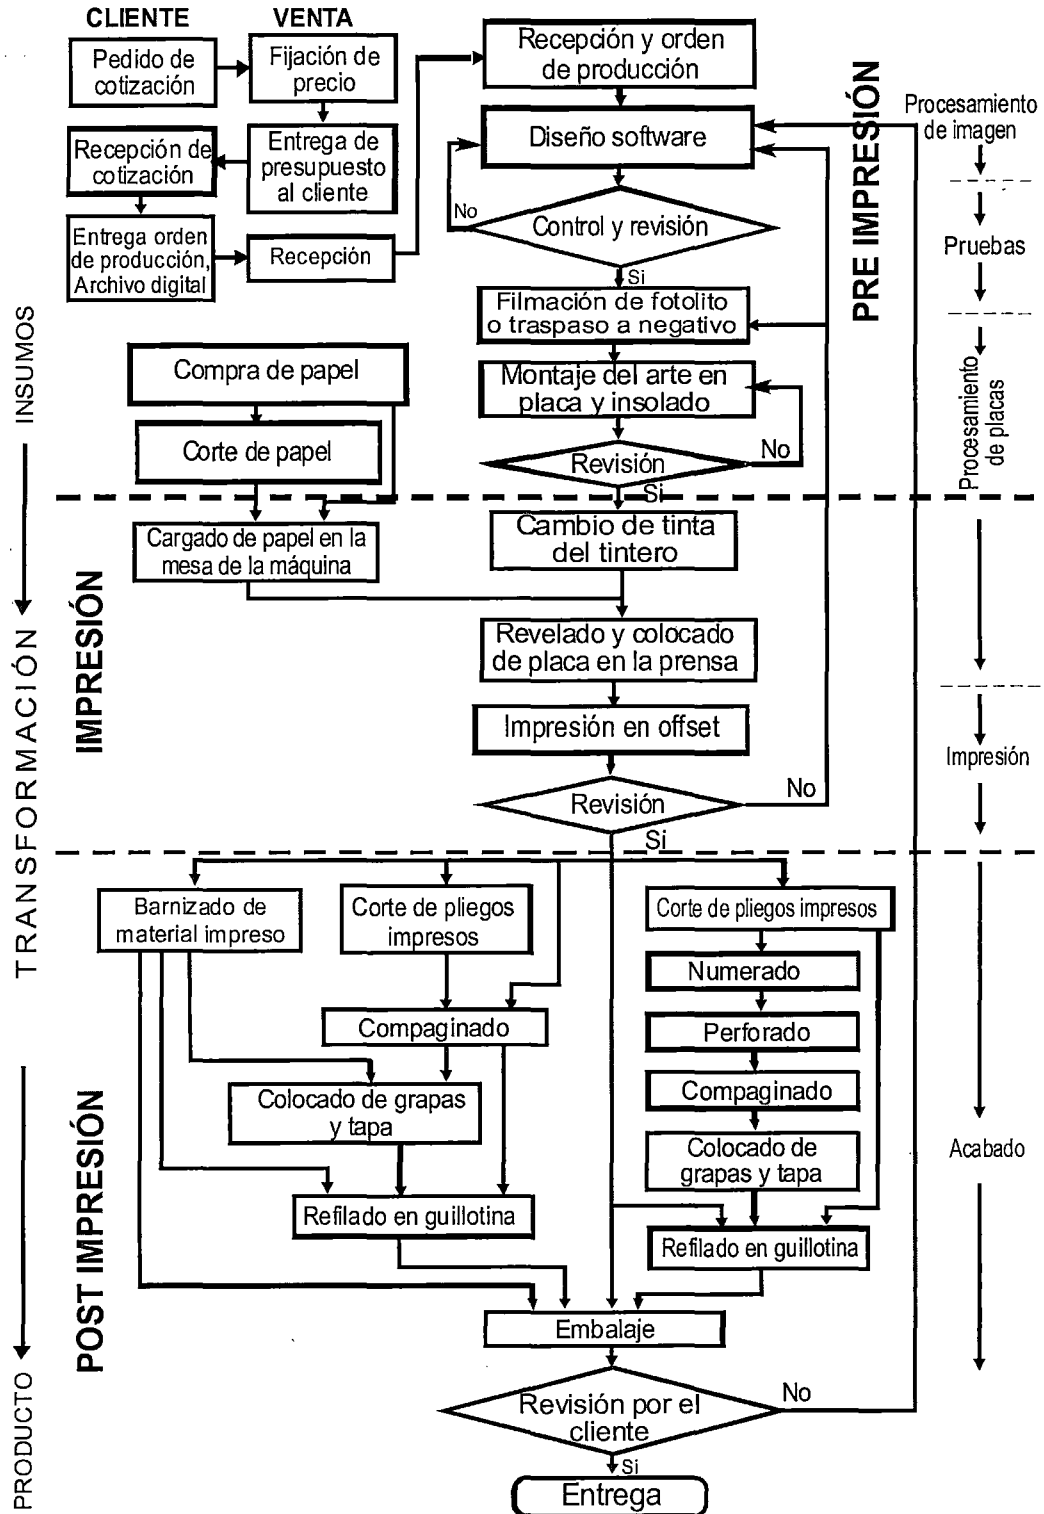 CLIENTE
VENTA
Pedido de
cotización
Fijación de
precio
Recepción y orden
de producción
Recepción de
cotización
Entrega de
presupuesto
al cliente
Diseño software
Entrega orden
de producción,
Archivo digital
Recepción
No
Control y revisión
Si
Filmación de fotolito
o traspaso a negativo
Montaje del arte en
placa y insolado
Revisión
No
Si
PRE IMPRESIÓN
Procesamiento
de imagen
Pruebas
Procesamiento
de placas
INSUMOS
Compra de papel
Corte de papel
Cargado de papel en la
mesa de la máquina
Cambio de tinta
del tintero
Revelado y colocado
de placa en la prensa
Impresión en offset
Revisión
No
Si
IMPRESIÓN
TRANSFORMACIÓN
Impresión
Barnizado de
material impreso
Corte de pliegos
impresos
Corte de pliegos impresos
Numerado
Perforado
Compaginado
Compaginado
Colocado de grapas
y tapa
Colocado de
grapas y tapa
Refilado en guillotina
Refilado en guillotina
Acabado
POST IMPRESIÓN
Embalaje
Revisión por el
cliente
No
Si
Entrega
PRODUCTO